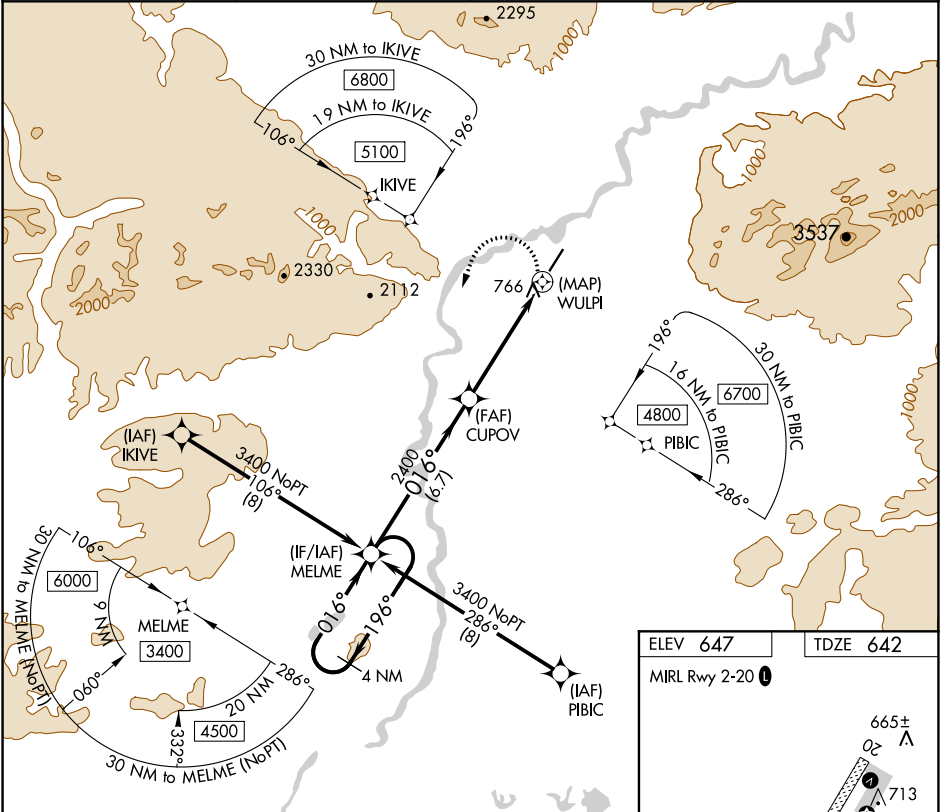 2295
1000
30 NM to IKIVE
6800
19 NM to IKIVE
106°
196°
5100
IKIVE
1000
1000
2000
3537
2330
2112
2000
766
(MAP)
WULPI
196°
30 NM to PIBIC
16 NM to PIBIC
6700
4800
PIBIC
286°
1000
(FAF)
CUPOV
(IAF)
IKIVE
3400 NoPT
106°
(8)
2400
016°
(6.7)
(IF/IAF)
MELME
30 NM to MELME (NoPT)
106°
6000
9 NM
MELME
3400
060°
286°
20 NM
4500
332°
30 NM to MELME (NoPT)
016°
196°
4 NM
3400 NoPT
286°
(8)
(IAF)
PIBIC
ELEV 647
TDZE 642
MIRL Rwy 2-20 L
665±
20
713